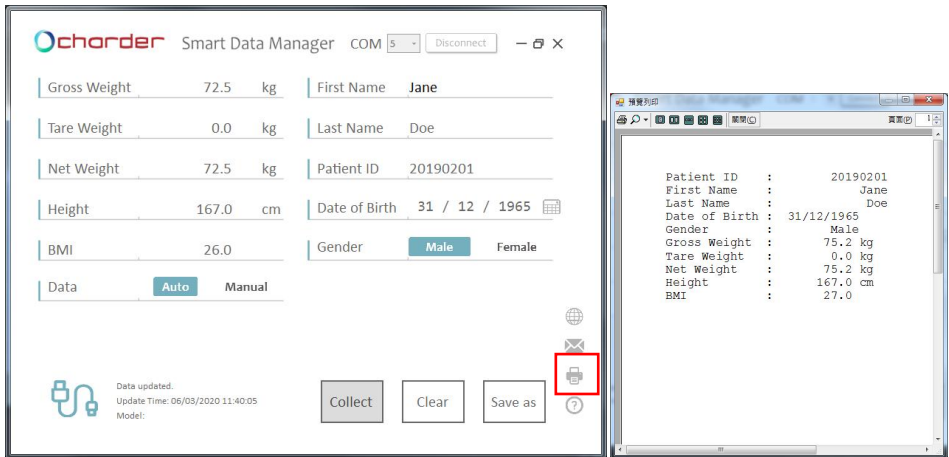 charder Smart Data Manager COM 5 Disconnect
Gross Weight 72.5 kg
Tare Weight 0.0 kg
Net Weight 72.5 kg
Height 167.0 cm
BMI 26.0
Data Auto Manual
First Name Jane
Last Name Doe
Patient ID 20190201
Date of Birth 31 / 12 / 1965
Gender Male Female
Data updated.
Update Time: 06/03/2020 11:40:05
Model:
Collect Clear Save as
?
預覽列印
關閉(C) 頁面(P) 1
Patient ID : 20190201
First Name : Jane
Last Name : Doe
Date of Birth : 31/12/1965
Gender : Male
Gross Weight : 75.2 kg
Tare Weight : 0.0 kg
Net Weight : 75.2 kg
Height : 167.0 cm
BMI : 27.0